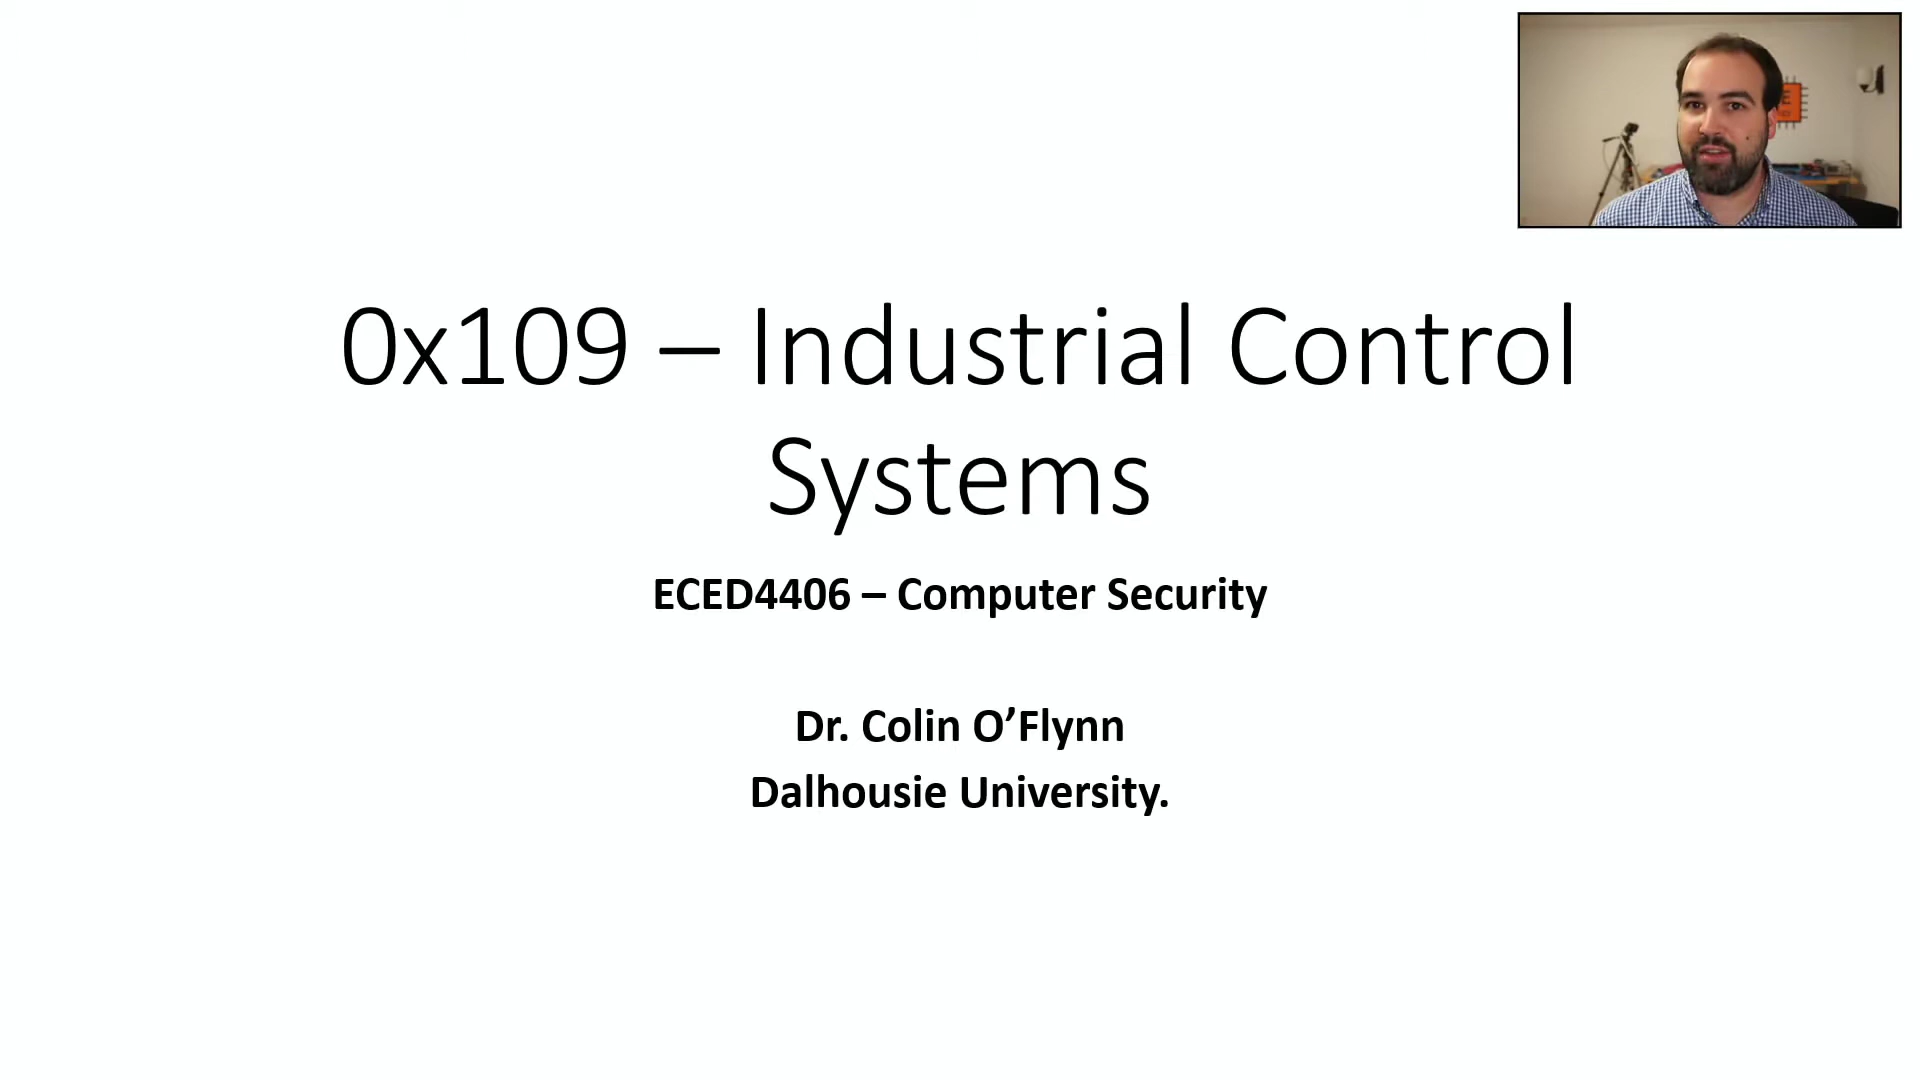 0x109 – Industrial Control
Systems
ECED4406 – Computer Security
Dr. Colin O’Flynn
Dalhousie University.